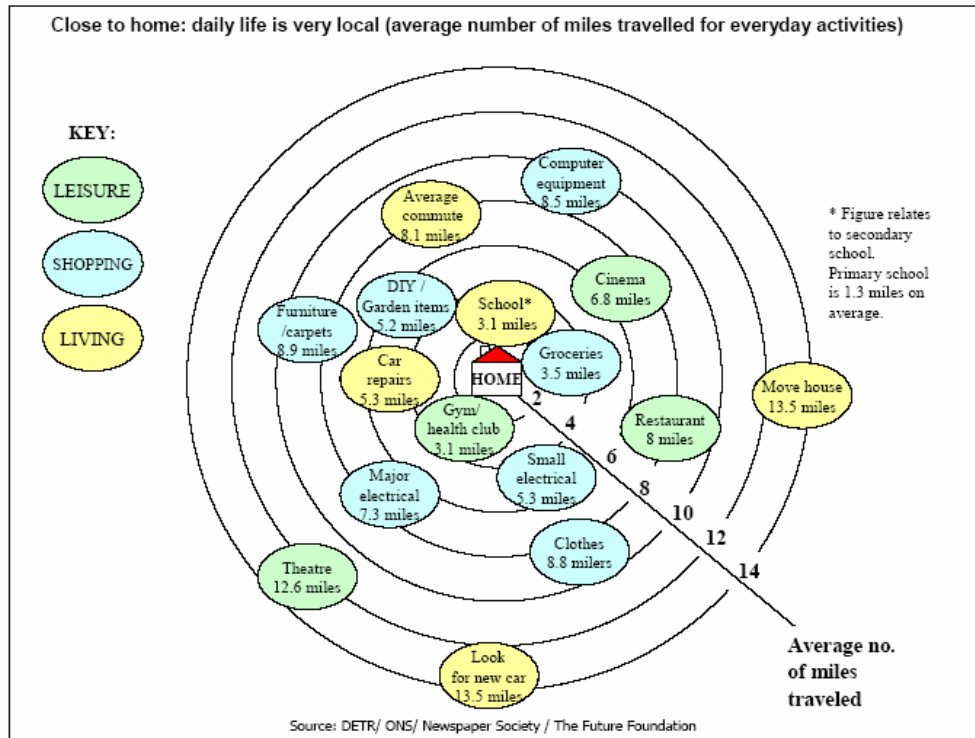 Close to home: daily life is very local (average number of miles travelled for everyday activities)
KEY:
LEISURE
SHOPPING
LIVING
Computer
equipment
8.5 miles
Average
commute
8.1 miles
* Figure relates
to secondary
school.
Primary school
is 1.3 miles on
average.
Cinema
6.8 miles
DIY /
Garden items
5.2 miles
School*
3.1 miles
Furniture
/carpets
8.9 miles
Groceries
3.5 miles
Car
repairs
5.3 miles
HOME
Move house
13.5 miles
Gym/
health club
3.1 miles
Restaurant
8 miles
2
4
6
8
10
12
14
Small
electrical
5.3 miles
Major
electrical
7.3 miles
Clothes
8.8 milers
Theatre
12.6 miles
Look
for new car
13.5 miles
Average no.
of miles
traveled
Source: DETR/ ONS/ Newspaper Society / The Future Foundation